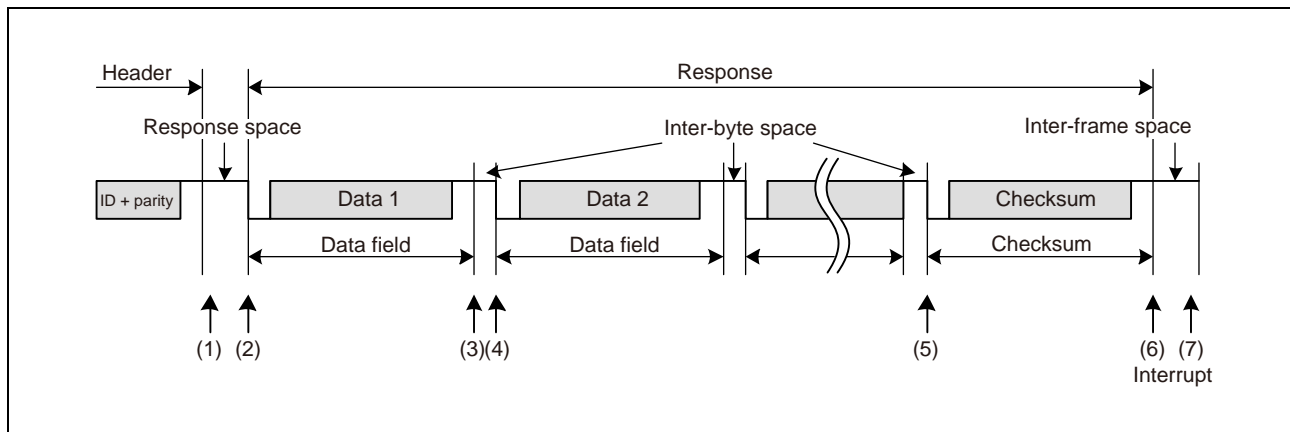 Header
Response
Response space
Inter-byte space
Inter-frame space
ID + parity
Data 1
Data 2
Checksum
Data field
Data field
Checksum
(1)
(2)
(3)
(4)
(5)
(6)
(7)
Interrupt